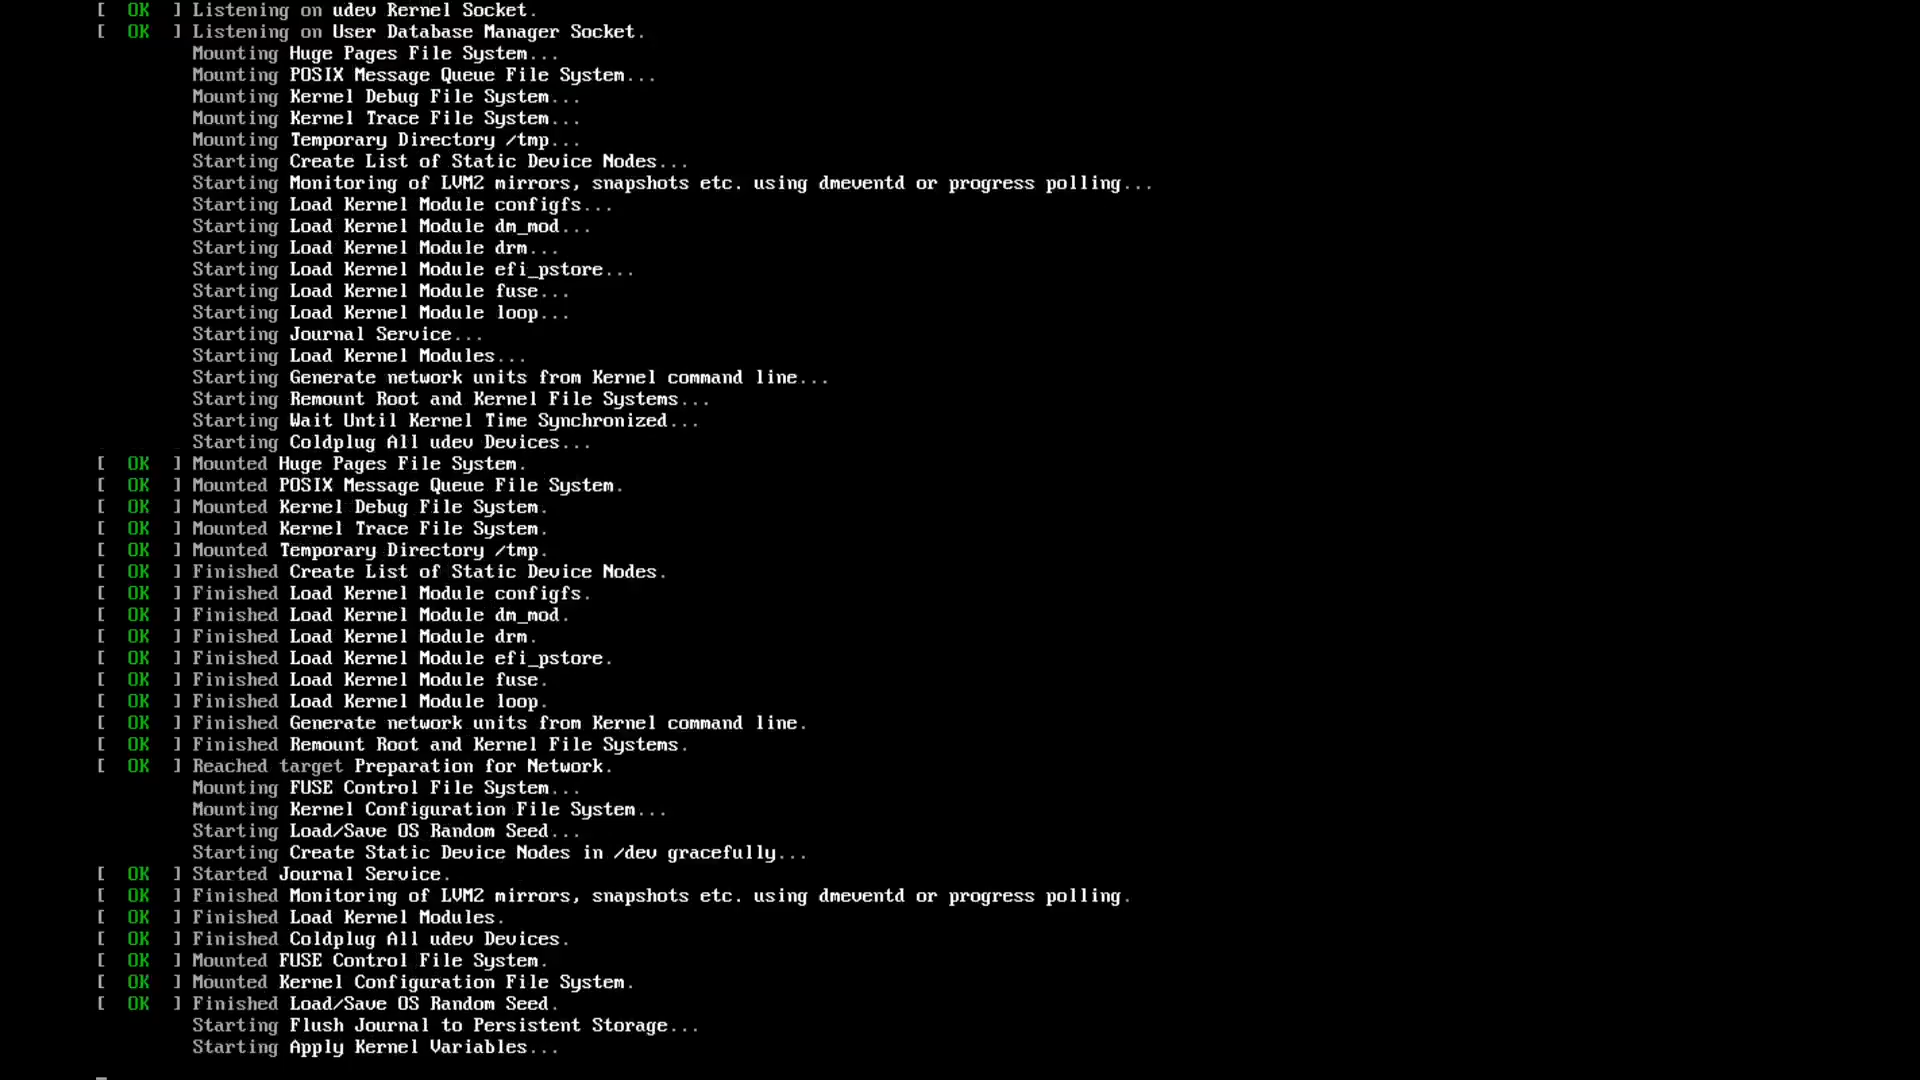 [  OK  ] Listening on udev Kernel Socket.
[  OK  ] Listening on User Database Manager Socket.
Mounting Huge Pages File System...
Mounting POSIX Message Queue File System...
Mounting Kernel Debug File System...
Mounting Kernel Trace File System...
Mounting Temporary Directory /tmp...
Starting Create List of Static Device Nodes...
Starting Monitoring of LVM2 mirrors, snapshots etc. using dmeventd or progress polling...
Starting Load Kernel Module configfs...
Starting Load Kernel Module dm_mod...
Starting Load Kernel Module drm...
Starting Load Kernel Module efi_pstore...
Starting Load Kernel Module fuse...
Starting Load Kernel Module loop...
Starting Journal Service...
Starting Load Kernel Modules...
Starting Generate network units from Kernel command line...
Starting Remount Root and Kernel File Systems...
Starting Wait Until Kernel Time Synchronized...
Starting Coldplug All udev Devices...
[  OK  ] Mounted Huge Pages File System.
[  OK  ] Mounted POSIX Message Queue File System.
[  OK  ] Mounted Kernel Debug File System.
[  OK  ] Mounted Kernel Trace File System.
[  OK  ] Mounted Temporary Directory /tmp.
[  OK  ] Finished Create List of Static Device Nodes.
[  OK  ] Finished Load Kernel Module configfs.
[  OK  ] Finished Load Kernel Module dm_mod.
[  OK  ] Finished Load Kernel Module drm.
[  OK  ] Finished Load Kernel Module efi_pstore.
[  OK  ] Finished Load Kernel Module fuse.
[  OK  ] Finished Load Kernel Module loop.
[  OK  ] Finished Generate network units from Kernel command line.
[  OK  ] Finished Remount Root and Kernel File Systems.
[  OK  ] Reached target Preparation for Network.
Mounting FUSE Control File System...
Mounting Kernel Configuration File System...
Starting Load/Save OS Random Seed...
Starting Create Static Device Nodes in /dev gracefully...
[  OK  ] Started Journal Service.
[  OK  ] Finished Monitoring of LVM2 mirrors, snapshots etc. using dmeventd or progress polling.
[  OK  ] Finished Load Kernel Modules.
[  OK  ] Finished Coldplug All udev Devices.
[  OK  ] Mounted FUSE Control File System.
[  OK  ] Mounted Kernel Configuration File System.
[  OK  ] Finished Load/Save OS Random Seed.
Starting Flush Journal to Persistent Storage...
Starting Apply Kernel Variables...